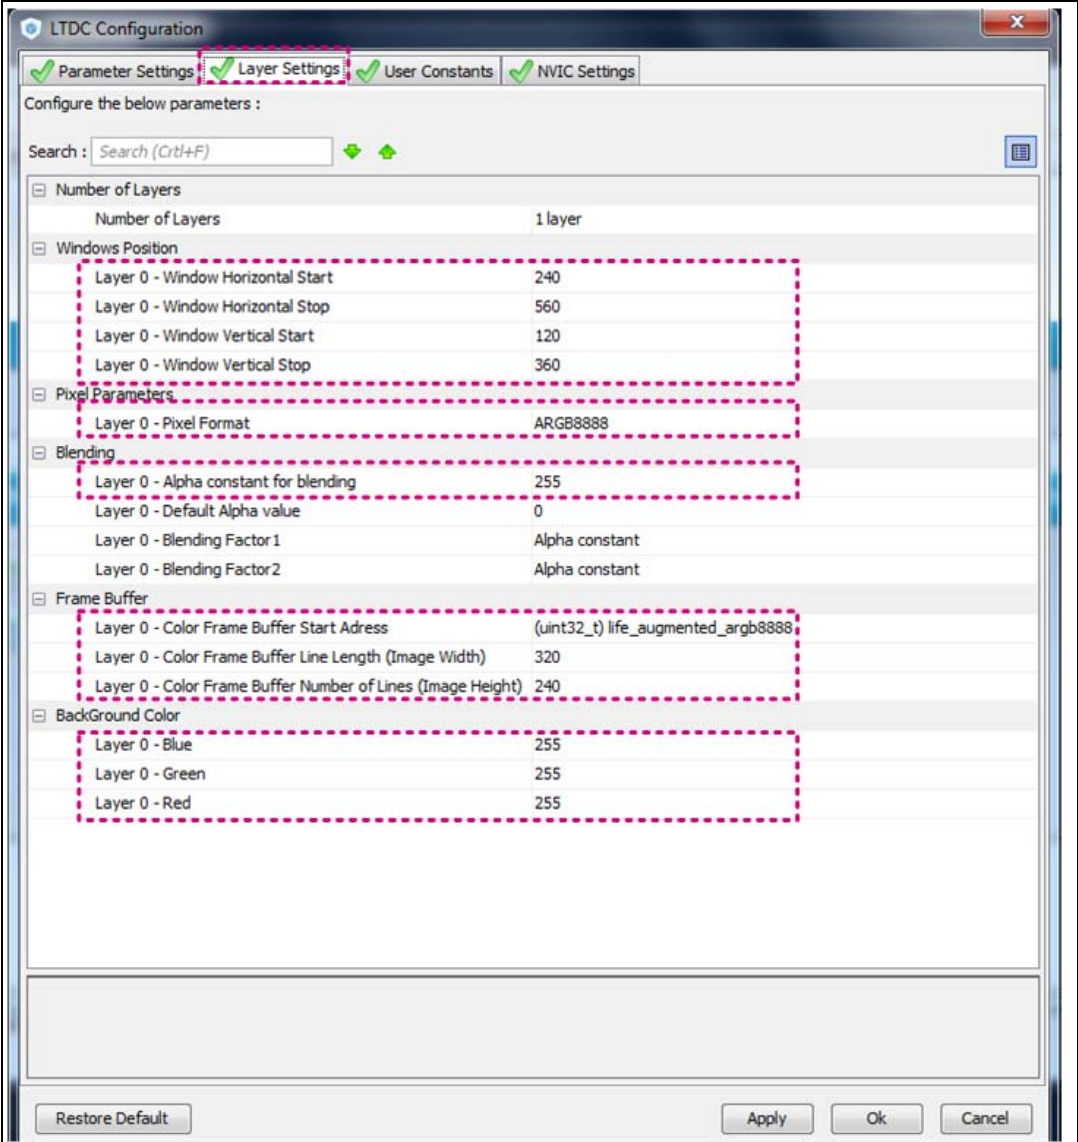 LTDC Configuration
Parameter Settings Layer Settings User Constants NVIC Settings
Configure the below parameters :
Search : Search (Crtl+F)
Number of Layers
Number of Layers 1 layer
Windows Position
Layer 0 - Window Horizontal Start 240
Layer 0 - Window Horizontal Stop 560
Layer 0 - Window Vertical Start 120
Layer 0 - Window Vertical Stop 360
Pixel Parameters
Layer 0 - Pixel Format ARGB8888
Blending
Layer 0 - Alpha constant for blending 255
Layer 0 - Default Alpha value 0
Layer 0 - Blending Factor1 Alpha constant
Layer 0 - Blending Factor2 Alpha constant
Frame Buffer
Layer 0 - Color Frame Buffer Start Adress (uint32_t) life_augmented_argb8888
Layer 0 - Color Frame Buffer Line Length (Image Width) 320
Layer 0 - Color Frame Buffer Number of Lines (Image Height) 240
BackGround Color
Layer 0 - Blue 255
Layer 0 - Green 255
Layer 0 - Red 255
Restore Default Apply Ok Cancel